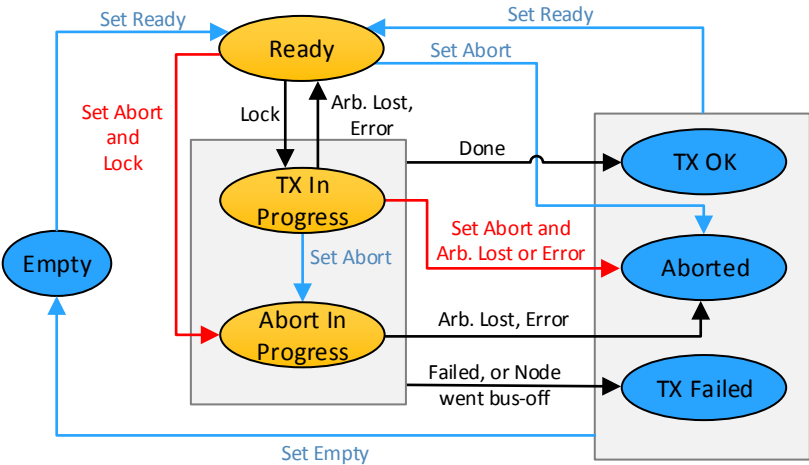 Set Ready
Set Ready
Ready
Set Abort
Set Abort
and
Lock
Lock
Arb. Lost,
Error
Done
TX OK
TX In
Progress
Set Abort and
Arb. Lost or Error
Empty
Set Abort
Aborted
Abort In
Progress
Arb. Lost, Error
Failed, or Node
went bus-off
TX Failed
Set Empty